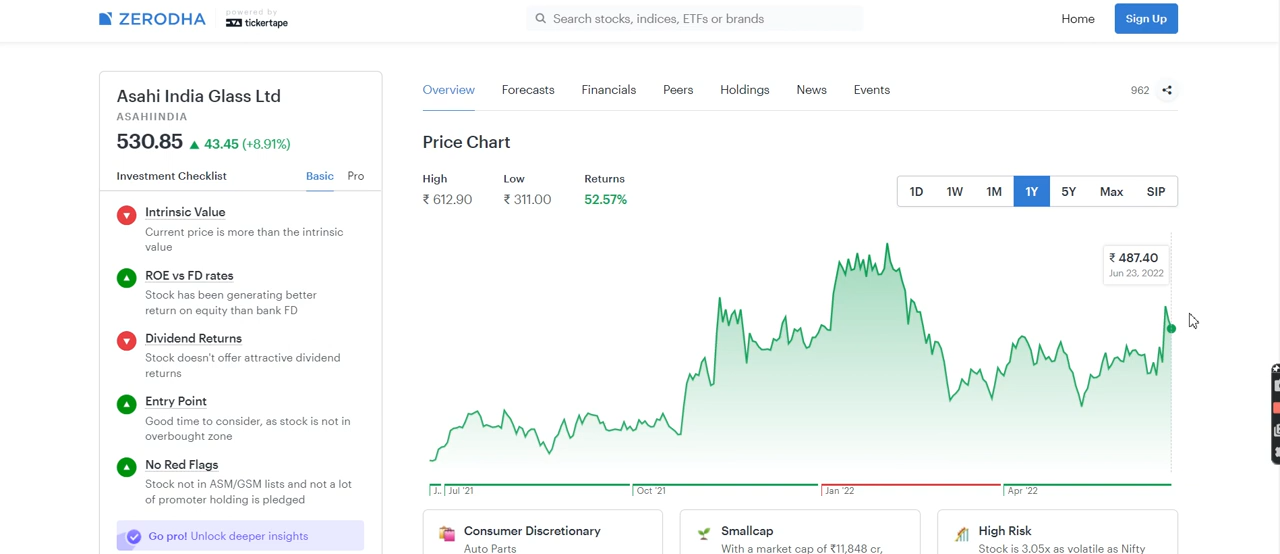 ZERODHA
powered by
tickertape
Search stocks, indices, ETFs or brands
Home
Sign Up
Asahi India Glass Ltd
ASAHIINDIA
530.85 ▲ 43.45 (+8.91%)
Investment Checklist
Basic
Pro
Intrinsic Value
Current price is more than the intrinsic
value
ROE vs FD rates
Stock has been generating better
return on equity than bank FD
Dividend Returns
Stock doesn't offer attractive dividend
returns
Entry Point
Good time to consider, as stock is not in
overbought zone
No Red Flags
Stock not in ASM/GSM lists and not a lot
of promoter holding is pledged
Go pro! Unlock deeper insights
Overview
Forecasts
Financials
Peers
Holdings
News
Events
962
Price Chart
High
₹ 612.90
Low
₹ 311.00
Returns
52.57%
1D
1W
1M
1Y
5Y
Max
SIP
₹ 487.40
Jun 23, 2022
J..
Jul '21
Oct '21
Jan '22
Apr '22
Consumer Discretionary
Auto Parts
Smallcap
With a market cap of ₹11,848 cr,
High Risk
Stock is 3.05x as volatile as Nifty